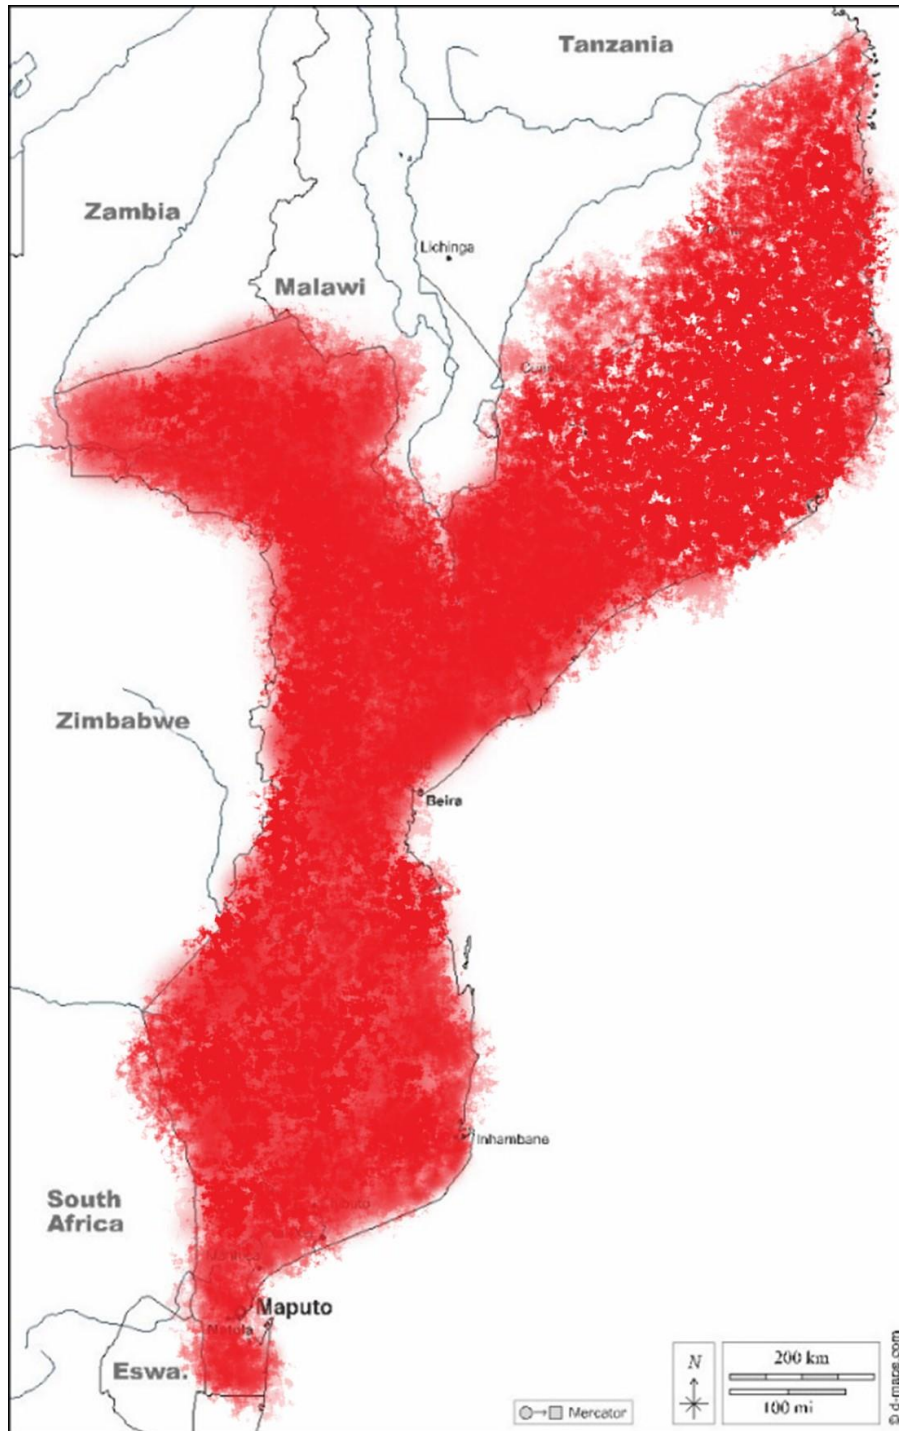 Tanzania
Zambia
Lichinga
Malawi
Zimbabwe
Beira
Inhambane
South
Africa
Maputo
Matola
Eswa.
N
200 km
100 mi
Mercator
© d-maps.com